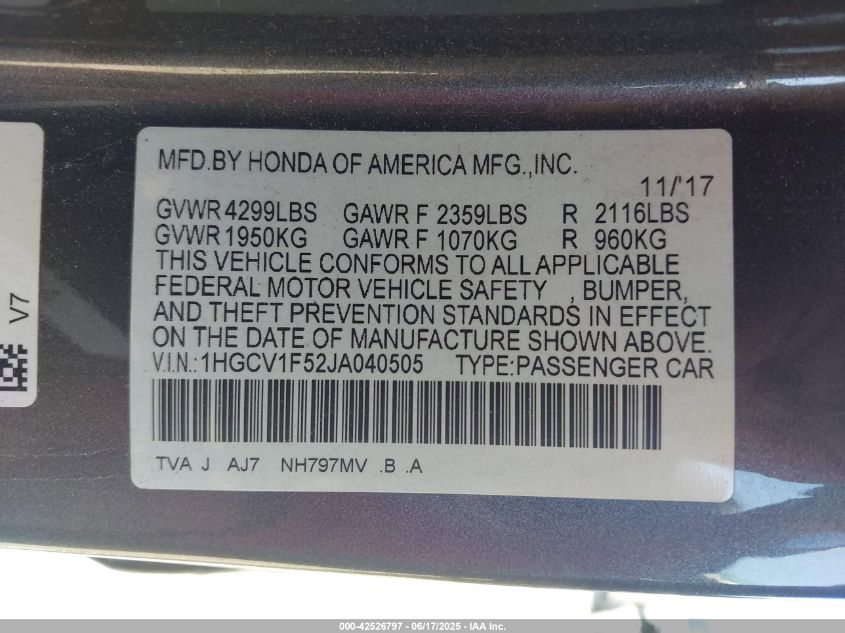 MFD.BY HONDA OF AMERICA MFG.,INC.
11/'17
GVWR 4299LBS GAWR F 2359LBS R 2116LBS
GVWR 1950KG GAWR F 1070KG R 960KG
THIS VEHICLE CONFORMS TO ALL APPLICABLE
FEDERAL MOTOR VEHICLE SAFETY , BUMPER,
AND THEFT PREVENTION STANDARDS IN EFFECT
ON THE DATE OF MANUFACTURE SHOWN ABOVE.
V.I.N.:1HGCV1F52JA040505 TYPE:PASSENGER CAR
TVA J AJ7 NH797MV .B .A
V7
000-42526797 - 06/17/2025 - IAA Inc.